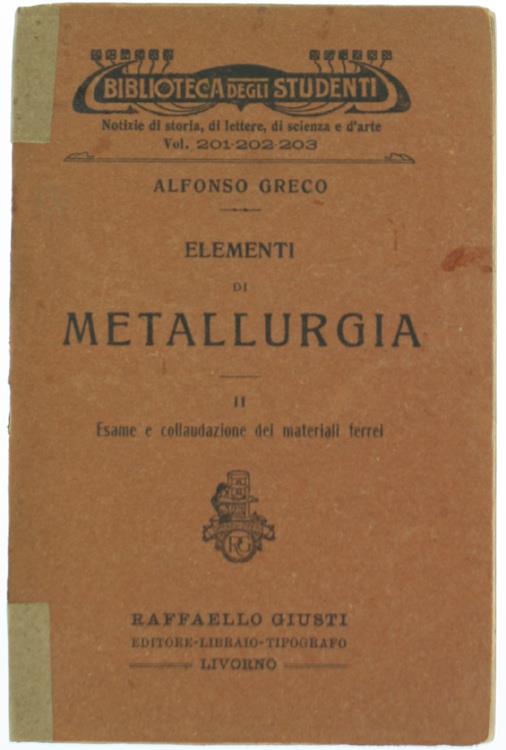 BIBLIOTECA DEGLI STUDENTI
Notizie di storia, di lettere, di scienza e d'arte
Vol. 201-202-203
ALFONSO GRECO
ELEMENTI
DI
METALLURGIA
II
Esame e collaudazione dei materiali ferrei
RG
RAFFAELLO GIUSTI
EDITORE-LIBRAIO-TIPOGRAFO
LIVORNO